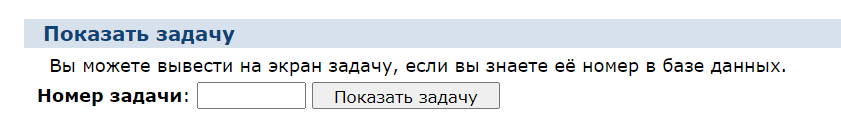 Показать задачу
Вы можете вывести на экран задачу, если вы знаете её номер в базе данных.
Номер задачи: Показать задачу